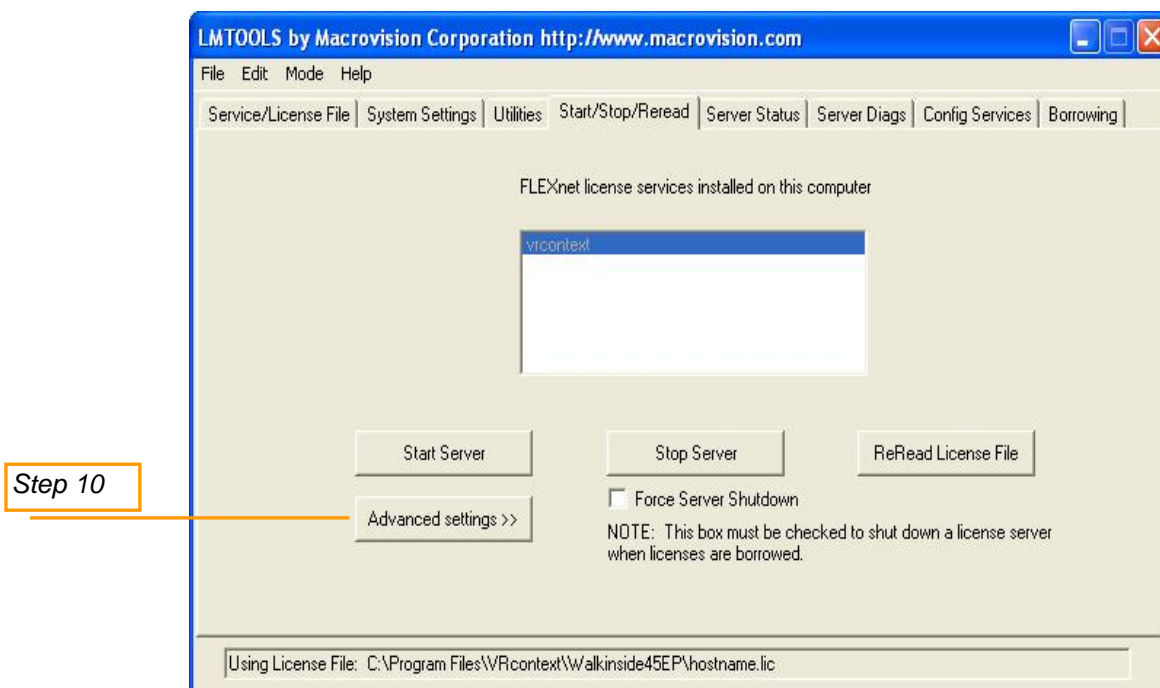 LMTOOLS by Macrovision Corporation http://www.macrovision.com
File Edit Mode Help
Service/License File System Settings Utilities Start/Stop/Reread Server Status Server Diags Config Services Borrowing
FLEXnet license services installed on this computer
vrcontext
Start Server Stop Server ReRead License File
Step 10
Advanced settings >>
Force Server Shutdown
NOTE: This box must be checked to shut down a license server
when licenses are borrowed.
Using License File: C:\Program Files\VRcontext\Walkinside45EP\hostname.lic